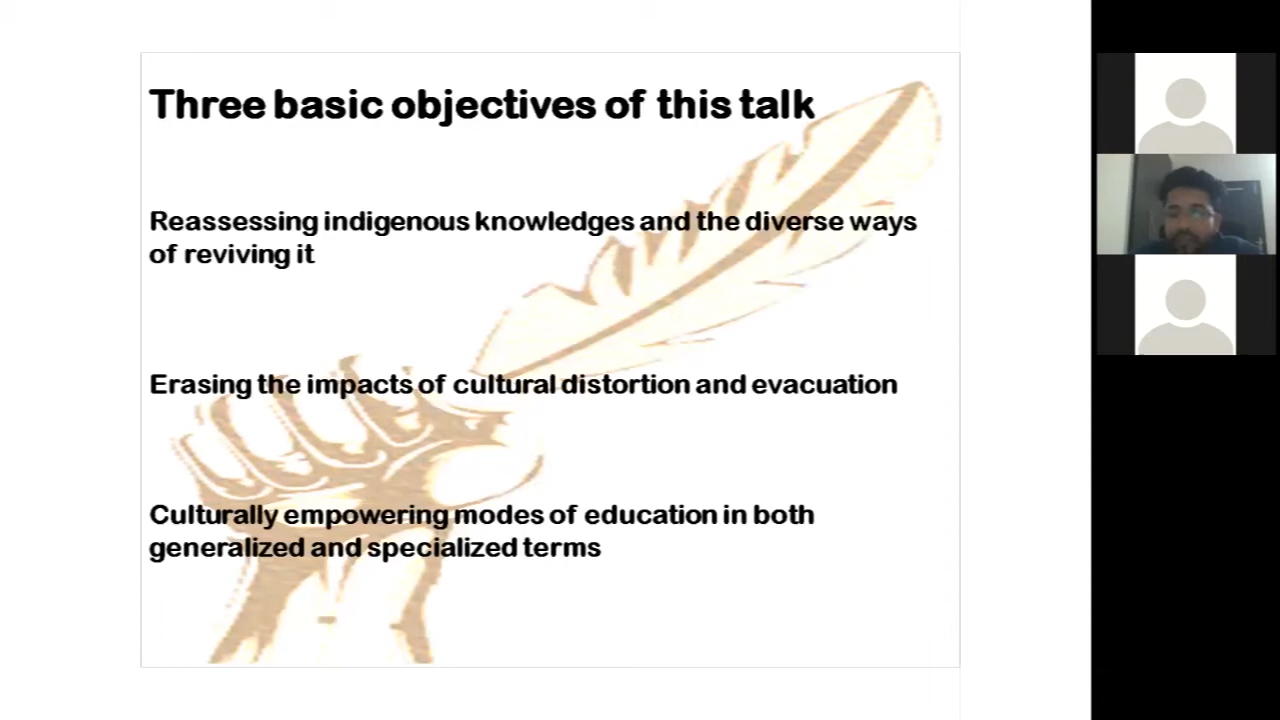 Three basic objectives of this talk
Reassessing indigenous knowledges and the diverse ways
of reviving it
Erasing the impacts of cultural distortion and evacuation
Culturally empowering modes of education in both
generalized and specialized terms